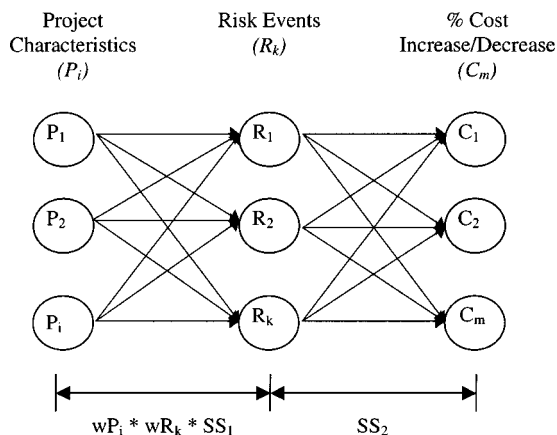 Project
Characteristics
(Pi)
Risk Events
(Rk)
% Cost
Increase/Decrease
(Cm)
P1
R1
C1
P2
R2
C2
Pi
Rk
Cm
wPi * wRk * SS1
SS2